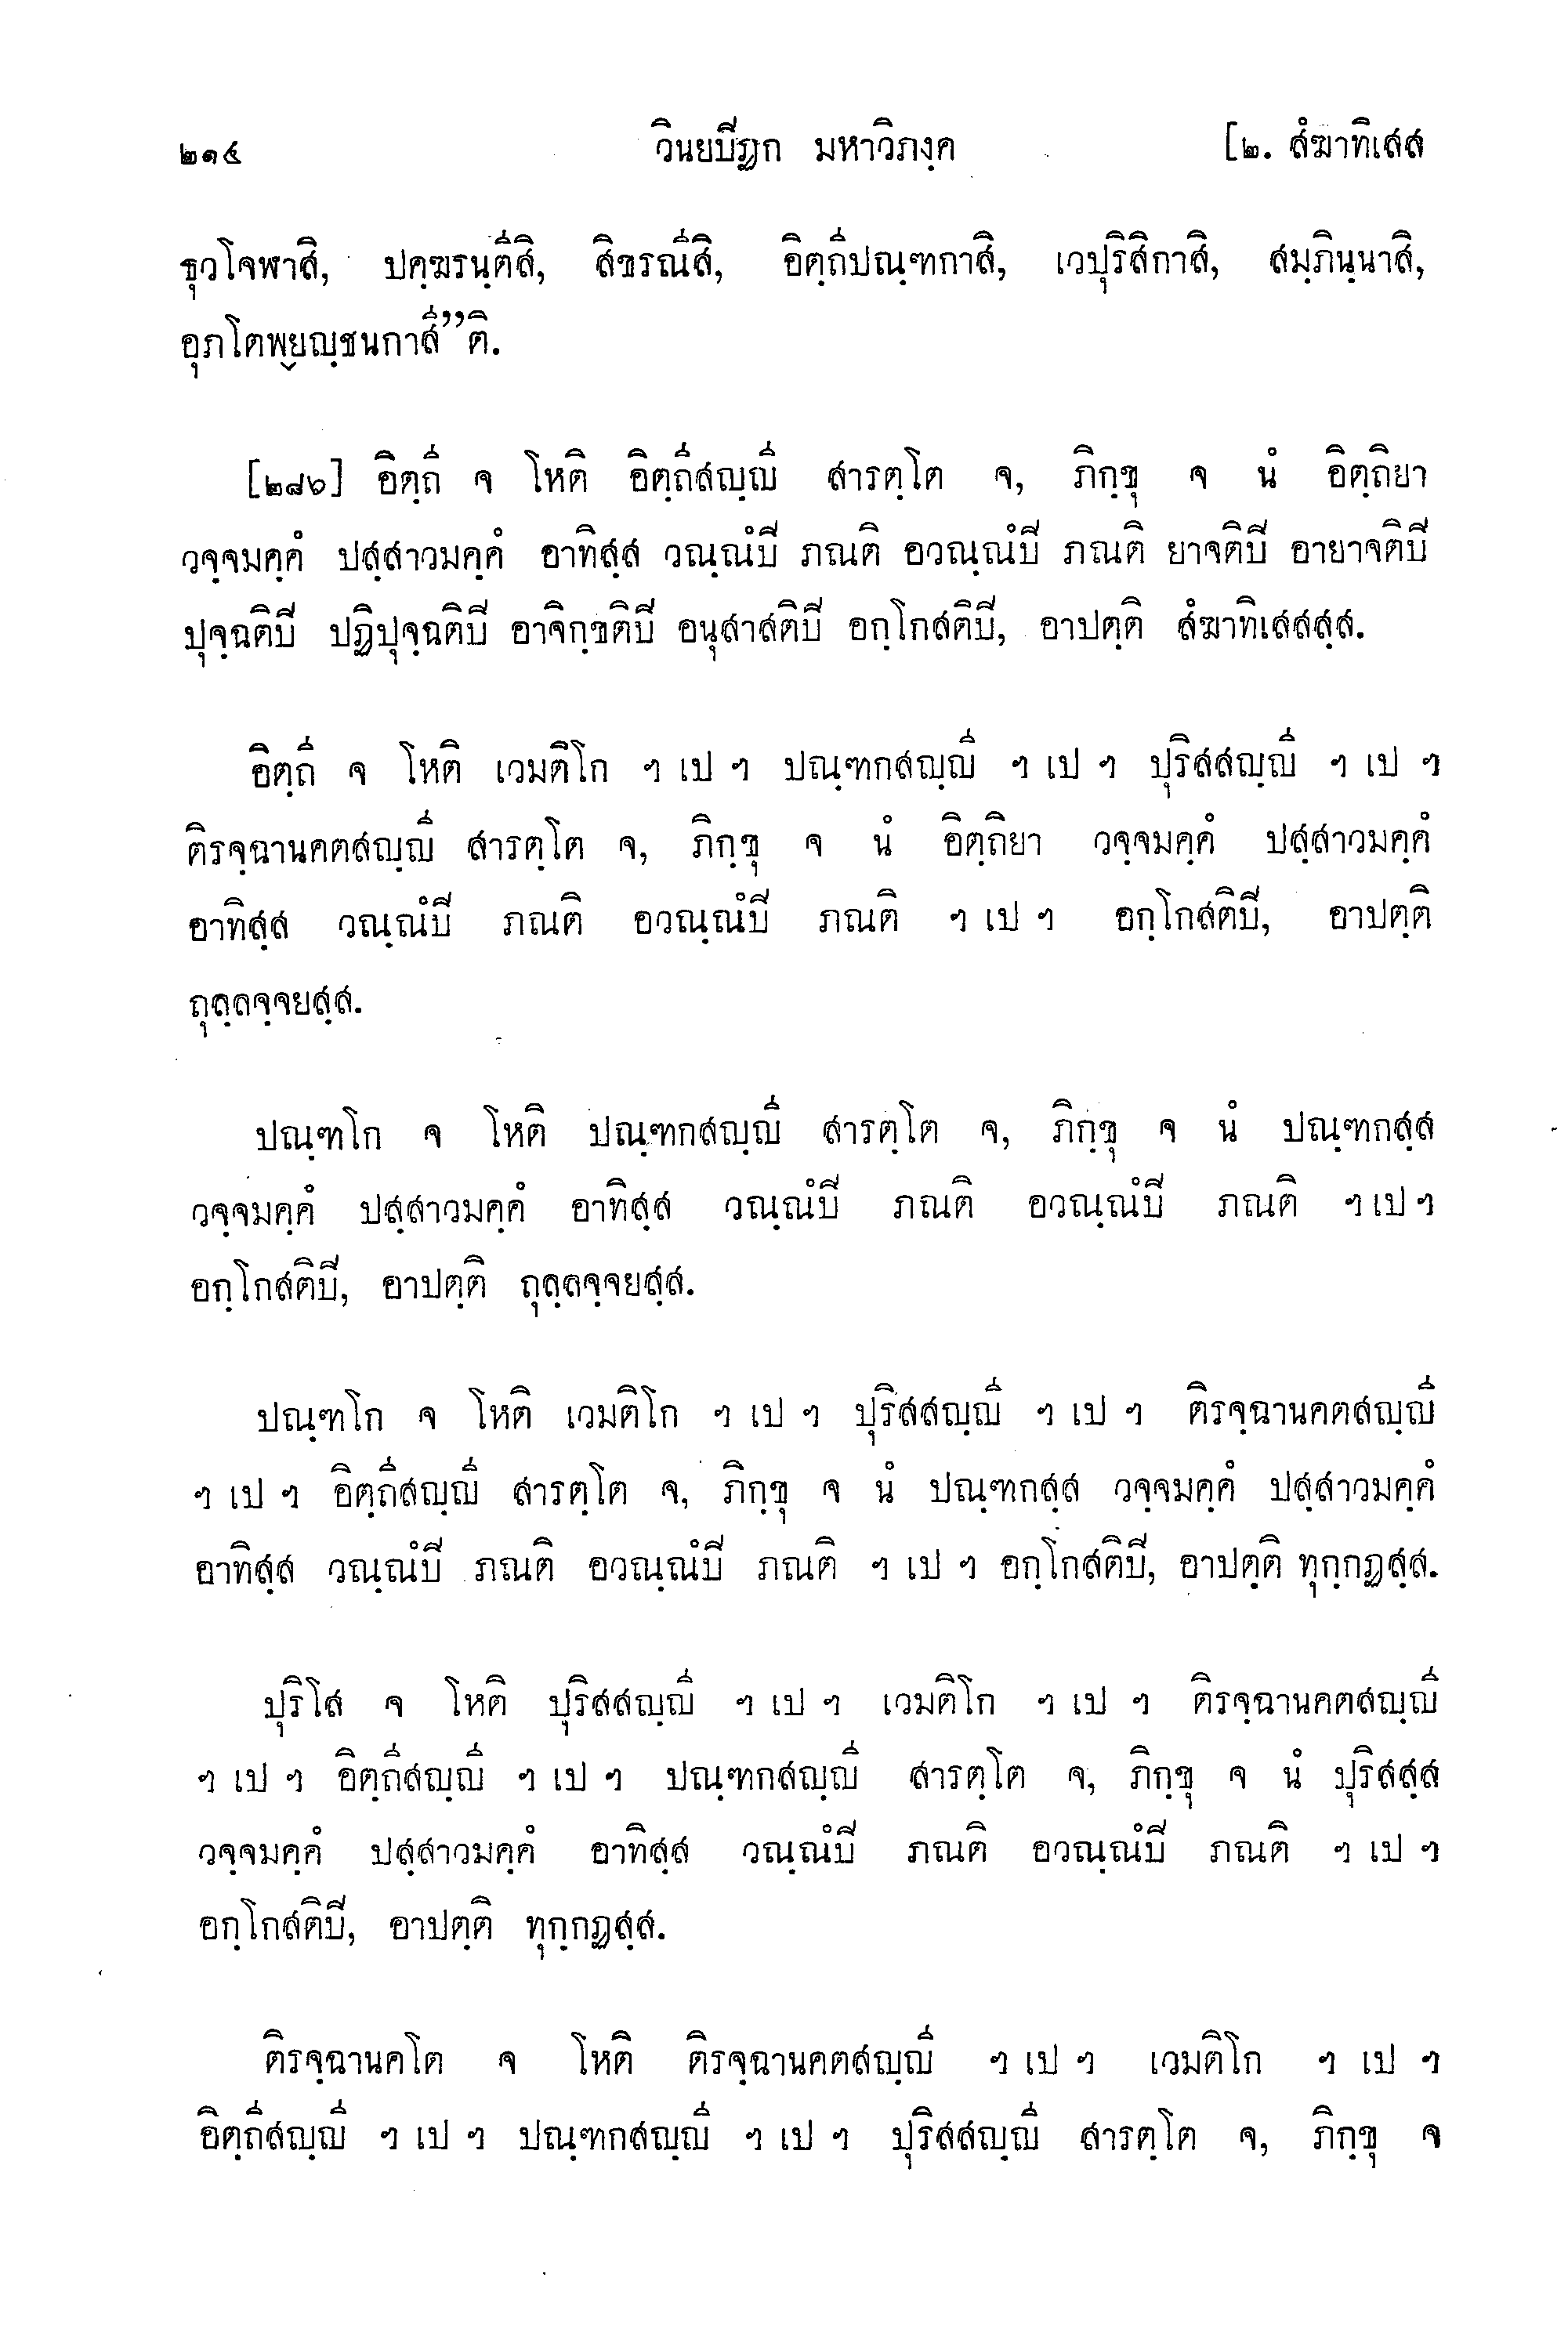 ๒๑๔ วินยปีฏก มหาวิภงฺค [๒. สํฆาทิเสส
ธุวโจฬาสิ, ปคฺฆรนฺตีสิ, สิขรณีสิ, อิตฺถีปณฺฑกาสิ, เวปุริสิกาสิ, สมฺภินฺนาสิ,
อุภโตพฺยญฺชนกาสี”ติ.
[๒๘๖] อิตฺถี จ โหติ อิตฺถีสญฺญี สารตฺโต จ, ภิกฺขุ จ นํ อิตฺถิยา
วจฺจมคฺคํ ปสฺสาวมคฺคํ อาทิสฺส วณฺณํปี ภณติ อวณฺณํปี ภณติ ยาจติปี อายาจติปี
ปุจฺฉติปี ปฏิปุจฺฉติปี อาจิกฺขติปี อนุสาสติปี อกฺโกสติปี, อาปตฺติ สํฆาทิเสสสฺส.
อิตฺถี จ โหติ เวมติโก ฯ เป ฯ ปณฺฑกสญฺญี ฯ เป ฯ ปุริสสญฺญี ฯ เป ฯ
ติรจฺฉานคตสญฺญี สารตฺโต จ, ภิกฺขุ จ นํ อิตฺถิยา วจฺจมคฺคํ ปสฺสาวมคฺคํ
อาทิสฺส วณฺณํปี ภณติ อวณฺณํปี ภณติ ฯ เป ฯ อกฺโกสติปี, อาปตฺติ
ถุลฺลจฺจยสฺส.
ปณฺฑโก จ โหติ ปณฺฑกสญฺญี สารตฺโต จ, ภิกฺขุ จ นํ ปณฺฑกสฺส
วจฺจมคฺคํ ปสฺสาวมคฺคํ อาทิสฺส วณฺณํปี ภณติ อวณฺณํปี ภณติ ฯ เป ฯ
อกฺโกสติปี, อาปตฺติ ถุลฺลจฺจยสฺส.
ปณฺฑโก จ โหติ เวมติโก ฯ เป ฯ ปุริสสญฺญี ฯ เป ฯ ติรจฺฉานคตสญฺญี
ฯ เป ฯ อิตฺถีสญฺญี สารตฺโต จ, ภิกฺขุ จ นํ ปณฺฑกสฺส วจฺจมคฺคํ ปสฺสาวมคฺคํ
อาทิสฺส วณฺณํปี ภณติ อวณฺณํปี ภณติ ฯ เป ฯ อกฺโกสติปี, อาปตฺติ ทุกฺกฏสฺส.
ปุริโส จ โหติ ปุริสสญฺญี ฯ เป ฯ เวมติโก ฯ เป ฯ ติรจฺฉานคตสญฺญี
ฯ เป ฯ อิตฺถีสญฺญี ฯ เป ฯ ปณฺฑกสญฺญี สารตฺโต จ, ภิกฺขุ จ นํ ปุริสสฺส
วจฺจมคฺคํ ปสฺสาวมคฺคํ อาทิสฺส วณฺณํปี ภณติ อวณฺณํปี ภณติ ฯ เป ฯ
อกฺโกสติปี, อาปตฺติ ทุกฺกฏสฺส.
ติรจฺฉานคโต จ โหติ ติรจฺฉานคตสญฺญี ฯ เป ฯ เวมติโก ฯ เป ฯ
อิตฺถีสญฺญี ฯ เป ฯ ปณฺฑกสญฺญี ฯ เป ฯ ปุริสสญฺญี สารตฺโต จ, ภิกฺขุ จ